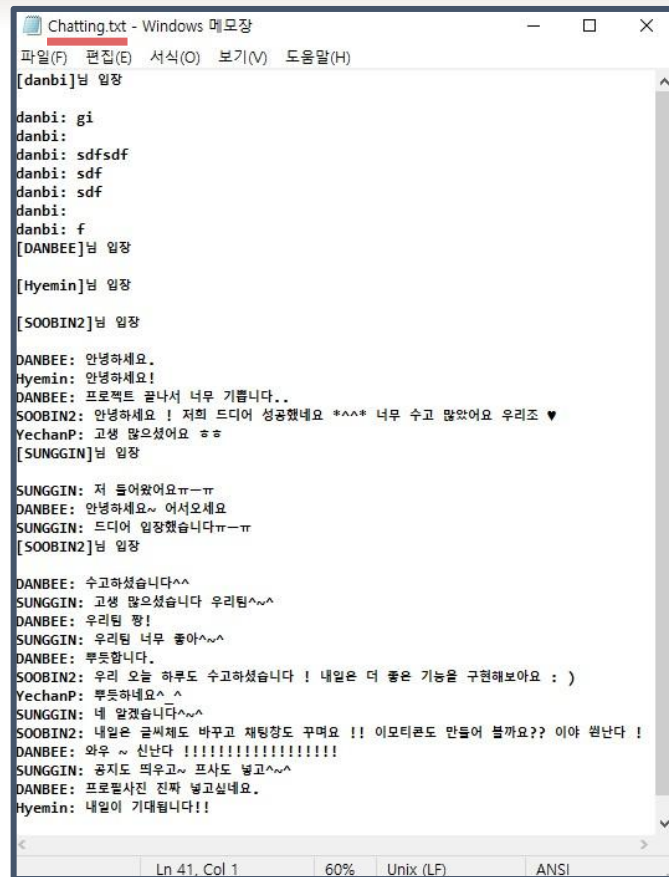 Chatting.txt - Windows 메모장
파일(F) 편집(E) 서식(O) 보기(V) 도움말(H)
[danbi]님 입장
danbi: gi
danbi:
danbi: sdfsdf
danbi: sdf
danbi: sdf
danbi:
danbi: f
[DANBEE]님 입장
[Hyemin]님 입장
[SOOBIN2]님 입장
DANBEE: 안녕하세요.
Hyemin: 안녕하세요!
DANBEE: 프로젝트 끝나서 너무 기쁩니다..
SOOBIN2: 안녕하세요 ! 저희 드디어 성공했네요 *^^* 너무 수고 많았어요 우리조 ♥
YechanP: 고생 많으셨어요 ㅎㅎ
[SUNGGIN]님 입장
SUNGGIN: 저 들어왔어요ㅠㅡㅠ
DANBEE: 안녕하세요~ 어서오세요
SUNGGIN: 드디어 입장했습니다ㅠㅡㅠ
[SOOBIN2]님 입장
DANBEE: 수고하셨습니다^^
SUNGGIN: 고생 많으셨습니다 우리팀^~^
DANBEE: 우리팀 짱!
SUNGGIN: 우리팀 너무 좋아^~^
DANBEE: 뿌듯합니다.
SOOBIN2: 우리 오늘 하루도 수고하셨습니다 ! 내일은 더 좋은 기능을 구현해보아요 : )
YechanP: 뿌듯하네요^_^
SUNGGIN: 네 알겠습니다^~^
SOOBIN2: 내일은 글씨체도 바꾸고 채팅창도 꾸며요 !! 이모티콘도 만들어 볼까요?? 이야 씐난다 !
DANBEE: 와우 ~ 신난다 !!!!!!!!!!!!!!!!!!
SUNGGIN: 공지도 띄우고~ 프사도 넣고^~^
DANBEE: 프로필사진 진짜 넣고싶네요.
Hyemin: 내일이 기대됩니다!!
Ln 41, Col 1 60% Unix (LF) ANSI